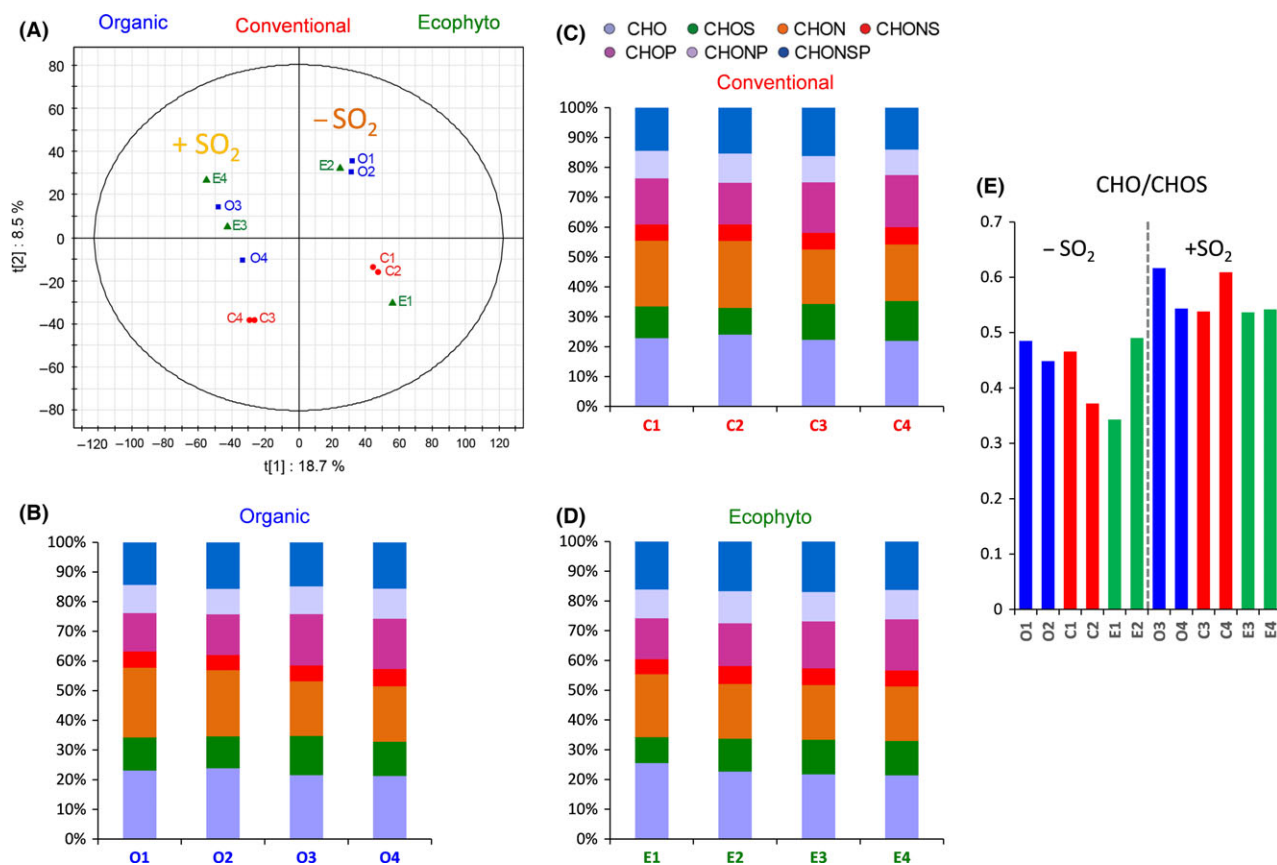 (A)
Organic Conventional Ecophyto
80
60
40
20
0
–20
–40
–60
–80
t[2] : 8.5 %
+ SO2
– SO2
E4
O3
E3
O4
C4 C3
E2
O1
O2
C1
C2
E1
–120 –100 –80 –60 –40 –20 0 20 40 60 80 100 120
t[1] : 18.7 %
(C)
CHO CHOS CHON CHONS
CHOP CHONP CHONSP
Conventional
100%
90%
80%
70%
60%
50%
40%
30%
20%
10%
0%
C1 C2 C3 C4
(B)
Organic
100%
90%
80%
70%
60%
50%
40%
30%
20%
10%
0%
O1 O2 O3 O4
(D)
Ecophyto
100%
90%
80%
70%
60%
50%
40%
30%
20%
10%
0%
E1 E2 E3 E4
(E)
CHO/CHOS
0.7
0.6
0.5
0.4
0.3
0.2
0.1
0
– SO2 +SO2
O1 O2 C1 C2 E1 E2 O3 O4 C3 C4 E3 E4